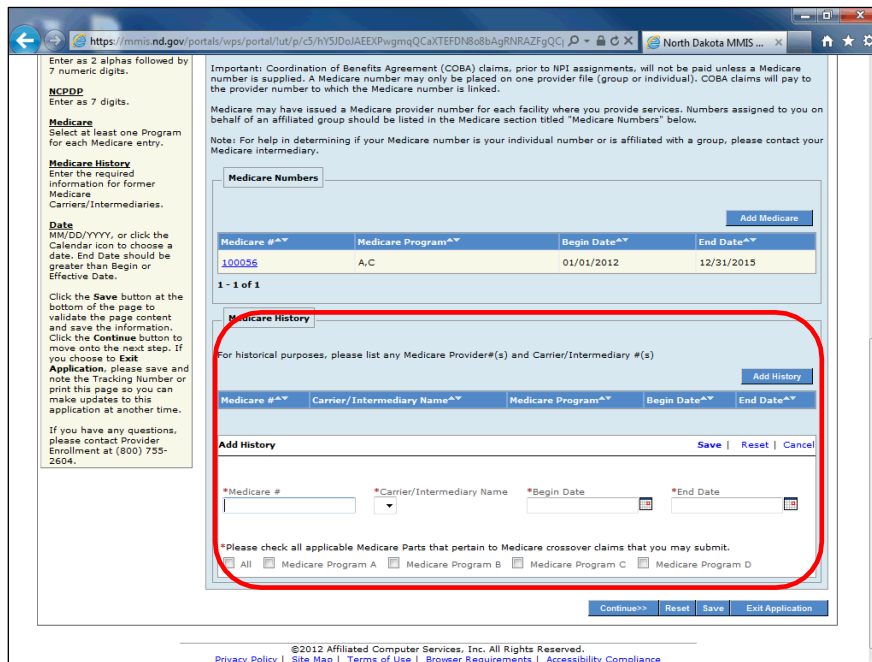 https://mmis.nd.gov/portals/wps/portal/!ut/p/c5/hY5JDoJAEEXPwgmqQCaXTEFDN8o8bAgRNRAZFgQC
North Dakota MMIS ...
Enter as 2 alphas followed by
7 numeric digits.
NCPDP
Enter as 7 digits.
Medicare
Select at least one Program
for each Medicare entry.
Medicare History
Enter the required
information for former
Medicare
Carriers/Intermediaries.
Date
MM/DD/YYYY, or click the
Calendar icon to choose a
date. End Date should be
greater than Begin or
Effective Date.
Click the Save button at the
bottom of the page to
validate the page content
and save the information.
Click the Continue button to
move onto the next step. If
you choose to Exit
Application, please save and
note the Tracking Number or
print this page so you can
make updates to this
application at another time.
If you have any questions,
please contact Provider
Enrollment at (800) 755-
2604.
Important: Coordination of Benefits Agreement (COBA) claims, prior to NPI assignments, will not be paid unless a Medicare
number is supplied. A Medicare number may only be placed on one provider file (group or individual). COBA claims will pay to
the provider number to which the Medicare number is linked.
Medicare may have issued a Medicare provider number for each facility where you provide services. Numbers assigned to you on
behalf of an affiliated group should be listed in the Medicare section titled "Medicare Numbers" below.
Note: For help in determining if your Medicare number is your individual number or is affiliated with a group, please contact your
Medicare intermediary.
Medicare Numbers
Add Medicare
Medicare # Medicare Program Begin Date End Date
100056 A,C 01/01/2012 12/31/2015
1 - 1 of 1
Medicare History
For historical purposes, please list any Medicare Provider#(s) and Carrier/Intermediary #(s)
Add History
Medicare # Carrier/Intermediary Name Medicare Program Begin Date End Date
Add History Save | Reset | Cancel
*Medicare # *Carrier/Intermediary Name *Begin Date *End Date
*Please check all applicable Medicare Parts that pertain to Medicare crossover claims that you may submit.
All Medicare Program A Medicare Program B Medicare Program C Medicare Program D
Continue>> Reset Save Exit Application
©2012 Affiliated Computer Services, Inc. All Rights Reserved.
Privacy Policy | Site Map | Terms of Use | Browser Requirements | Accessibility Compliance